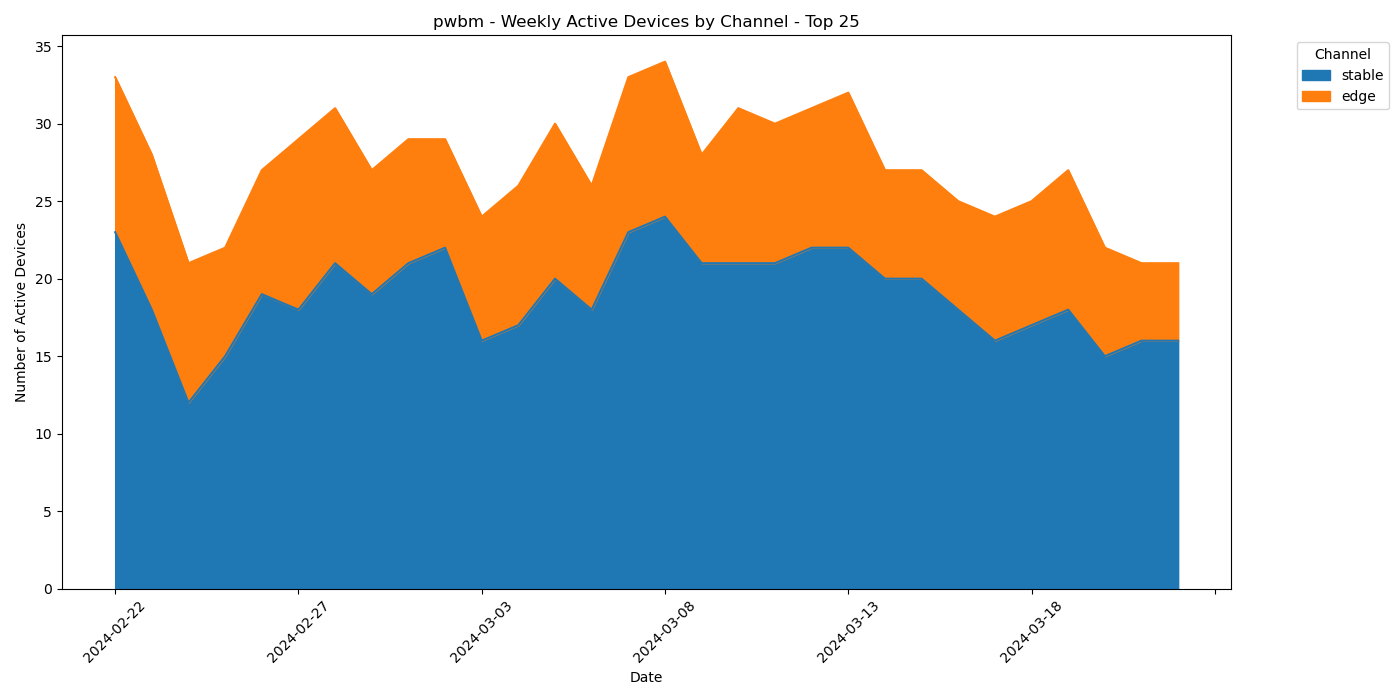 pwbm - Weekly Active Devices by Channel - Top 25
Channel
stable
edge
Number of Active Devices
35
30
25
20
15
10
5
0
2024-02-22
2024-02-27
2024-03-03
2024-03-08
2024-03-13
2024-03-18
Date